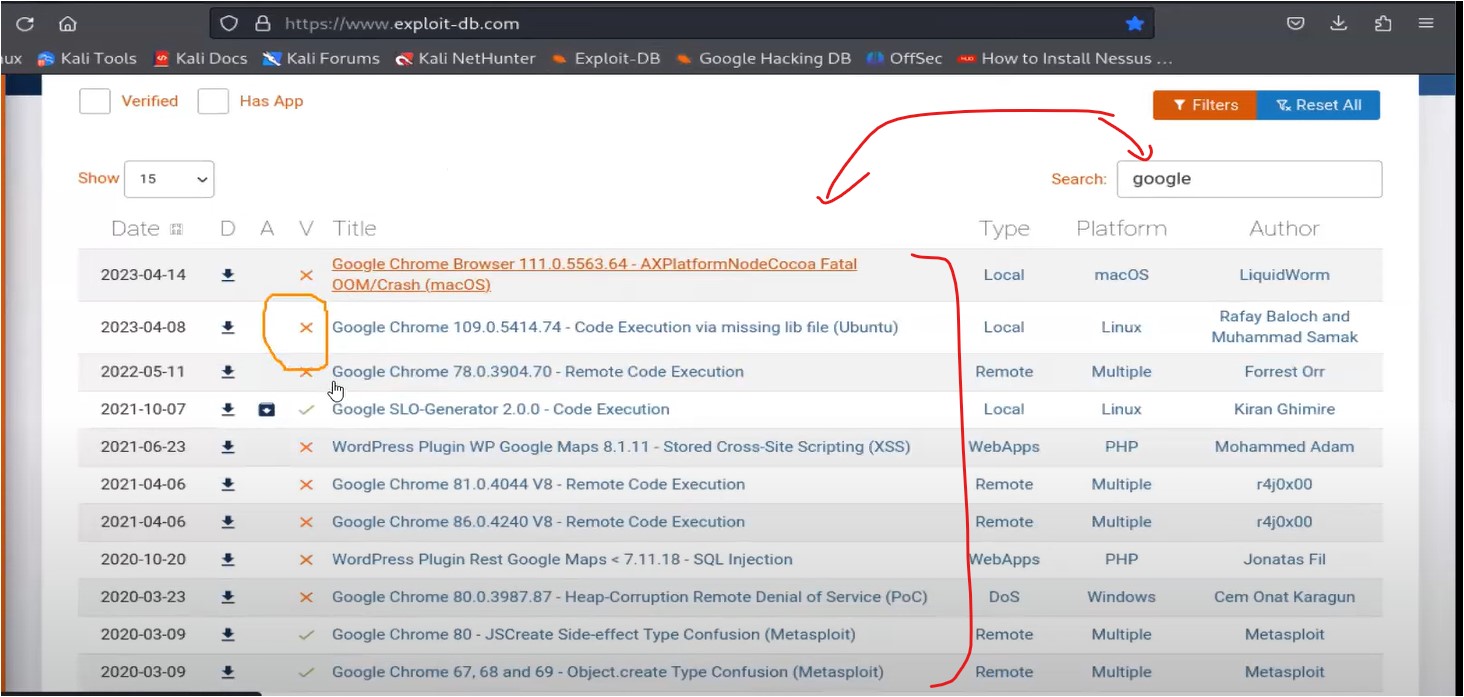 https://www.exploit-db.com
ux Kali Tools Kali Docs Kali Forums Kali NetHunter Exploit-DB Google Hacking DB OffSec How to Install Nessus ...
Verified Has App Filters Reset All
Show 15 Search: google
Date D A V Title Type Platform Author
2023-04-14 Google Chrome Browser 111.0.5563.64 - AXPlatformNodeCocoa Fatal Local macOS LiquidWorm
OOM/Crash (macOS)
2023-04-08 Google Chrome 109.0.5414.74 - Code Execution via missing lib file (Ubuntu) Local Linux Rafay Baloch and
Muhammad Samak
2022-05-11 Google Chrome 78.0.3904.70 - Remote Code Execution Remote Multiple Forrest Orr
2021-10-07 Google SLO-Generator 2.0.0 - Code Execution Local Linux Kiran Ghimire
2021-06-23 WordPress Plugin WP Google Maps 8.1.11 - Stored Cross-Site Scripting (XSS) WebApps PHP Mohammed Adam
2021-04-06 Google Chrome 81.0.4044 V8 - Remote Code Execution Remote Multiple r4j0x00
2021-04-06 Google Chrome 86.0.4240 V8 - Remote Code Execution Remote Multiple r4j0x00
2020-10-20 WordPress Plugin Rest Google Maps < 7.11.18 - SQL Injection WebApps PHP Jonatas Fil
2020-03-23 Google Chrome 80.0.3987.87 - Heap-Corruption Remote Denial of Service (PoC) DoS Windows Cem Onat Karagun
2020-03-09 Google Chrome 80 - JSCreate Side-effect Type Confusion (Metasploit) Remote Multiple Metasploit
2020-03-09 Google Chrome 67, 68 and 69 - Object.create Type Confusion (Metasploit) Remote Multiple Metasploit